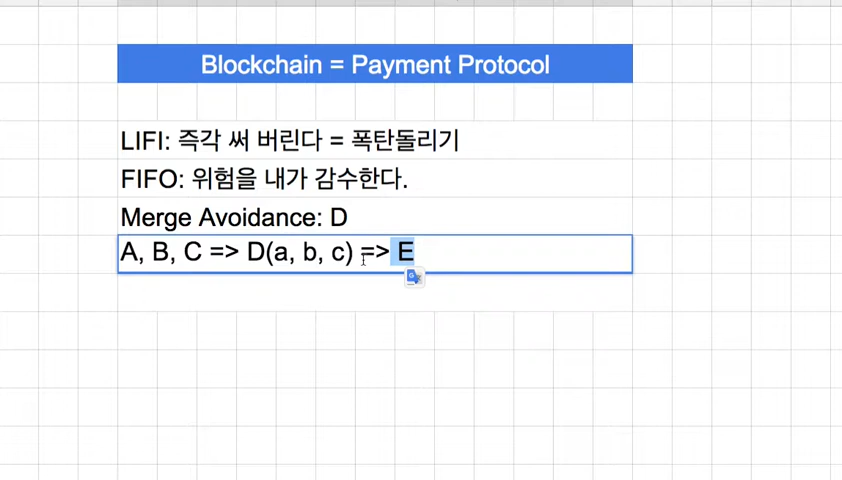 Blockchain = Payment Protocol
LIFI: 즉각 써 버린다 = 폭탄돌리기
FIFO: 위험을 내가 감수한다.
Merge Avoidance: D
A, B, C => D(a, b, c) => E